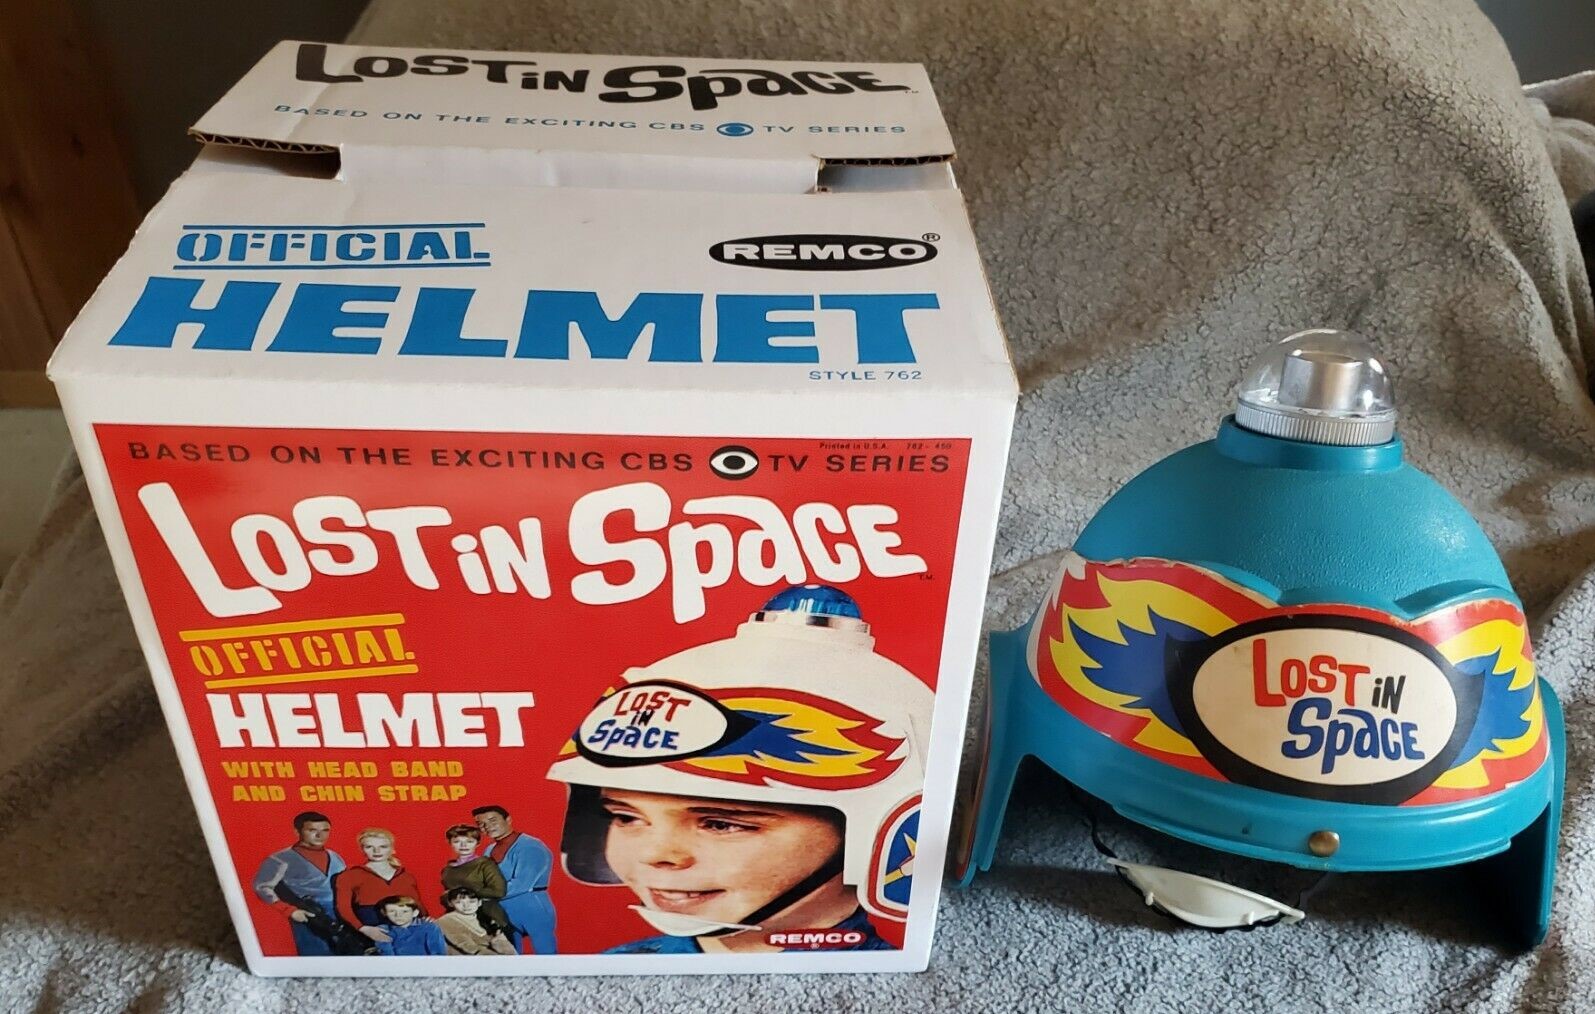 LOST IN SPACE T.M.
BASED ON THE EXCITING CBS TV SERIES
OFFICIAL
REMCO ®
HELMET
STYLE 762
Printed in U.S.A. 762-450
BASED ON THE EXCITING CBS TV SERIES
LOST IN SPACE T.M.
OFFICIAL
HELMET
WITH HEAD BAND
AND CHIN STRAP
LOST
IN
SPACE
REMCO
®
LOST IN
SPACE